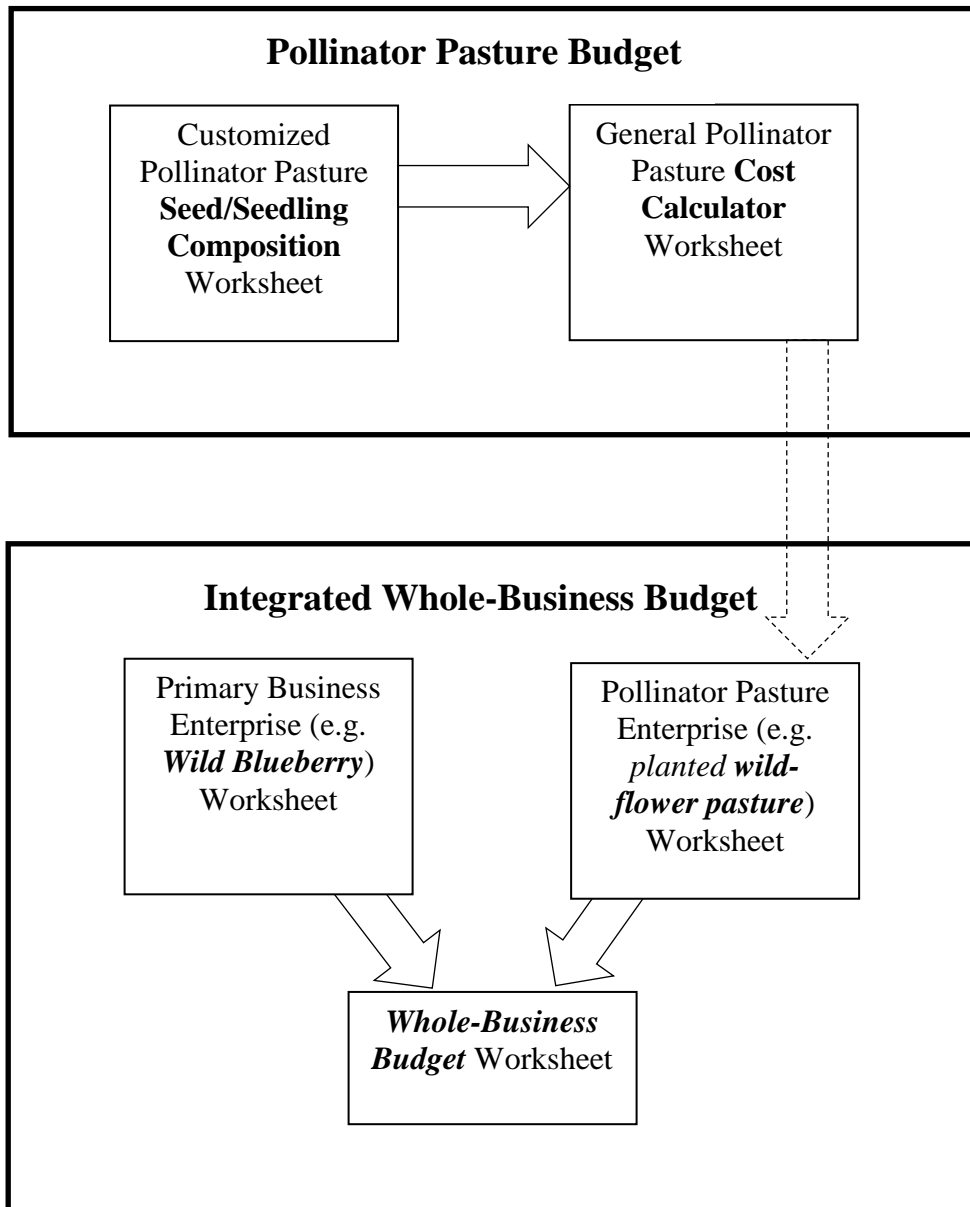 Pollinator Pasture Budget
Customized
Pollinator Pasture
Seed/Seedling
Composition
Worksheet
General Pollinator
Pasture Cost
Calculator
Worksheet
Integrated Whole-Business Budget
Primary Business
Enterprise (e.g.
Wild Blueberry)
Worksheet
Pollinator Pasture
Enterprise (e.g.
planted wild-
flower pasture)
Worksheet
Whole-Business
Budget Worksheet